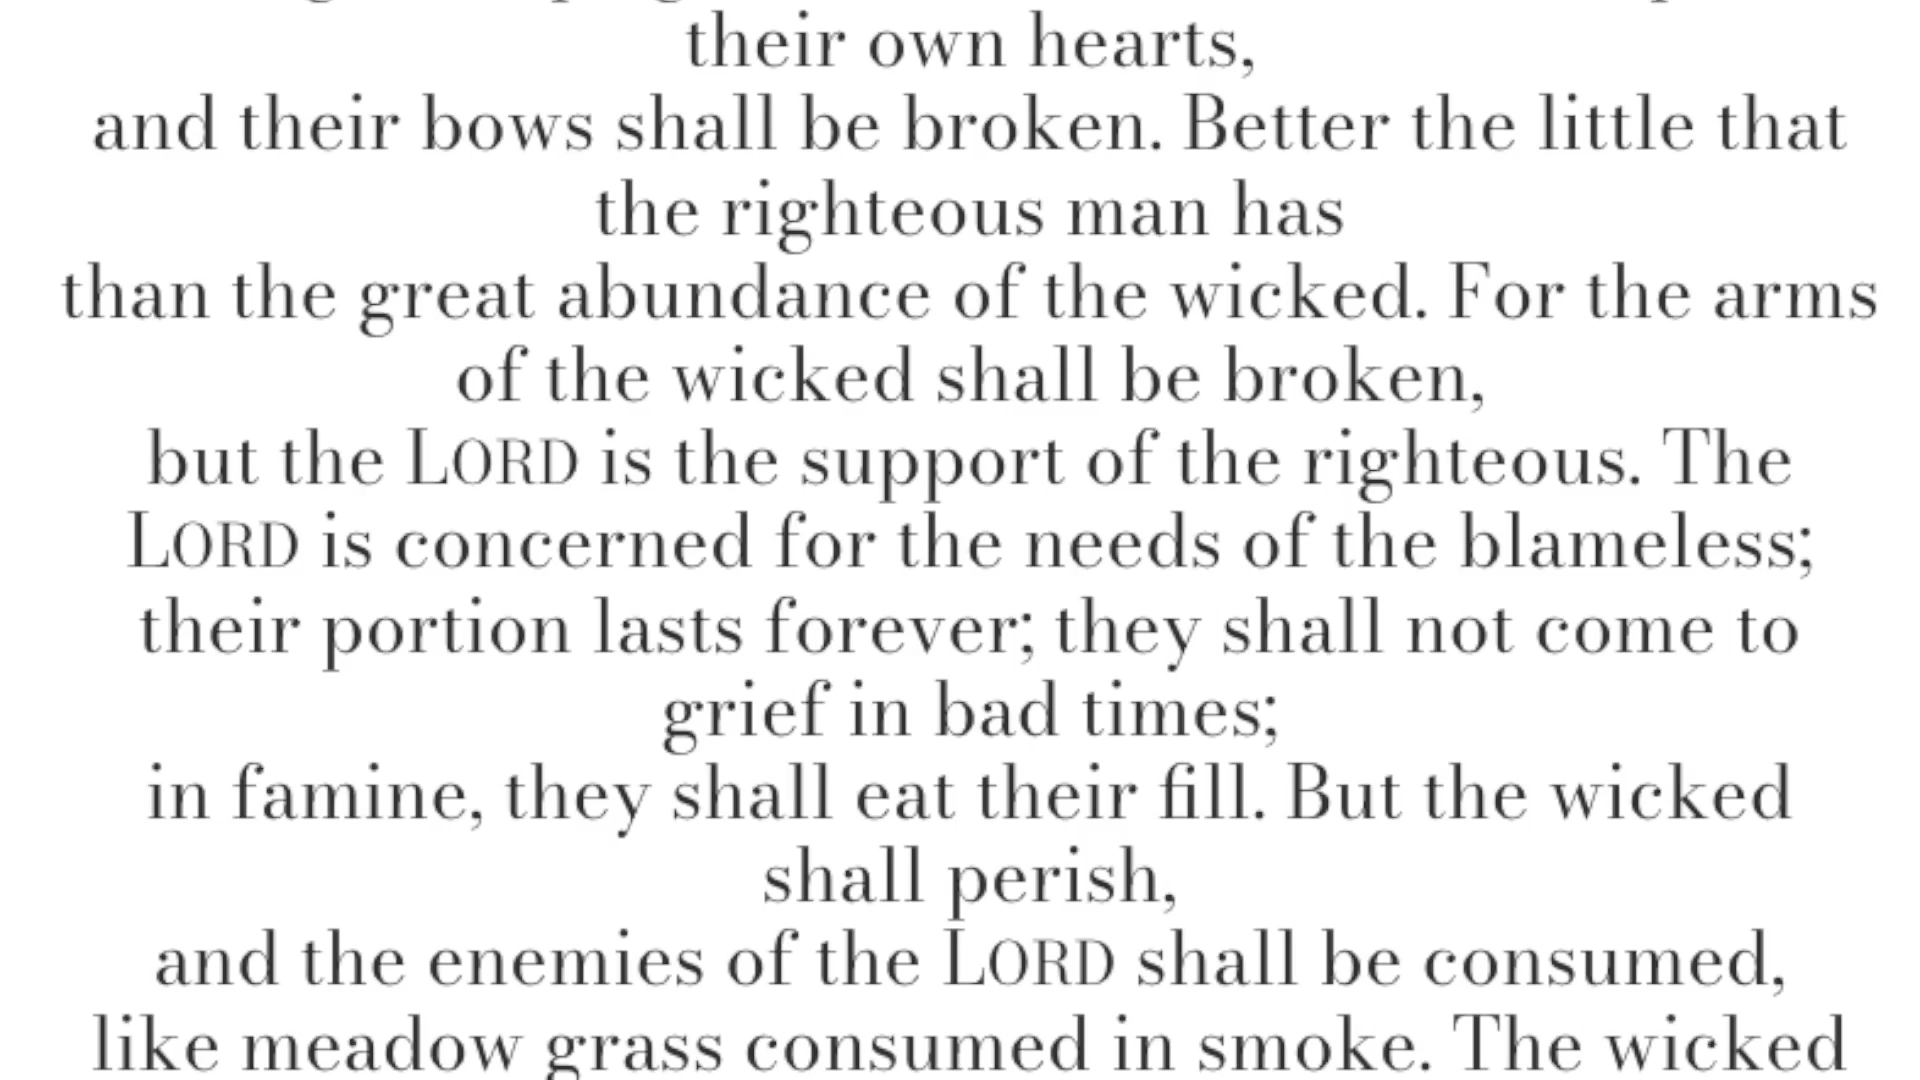 their own hearts,
and their bows shall be broken. Better the little that
the righteous man has
than the great abundance of the wicked. For the arms
of the wicked shall be broken,
but the LORD is the support of the righteous. The
LORD is concerned for the needs of the blameless;
their portion lasts forever; they shall not come to
grief in bad times;
in famine, they shall eat their fill. But the wicked
shall perish,
and the enemies of the LORD shall be consumed,
like meadow grass consumed in smoke. The wicked